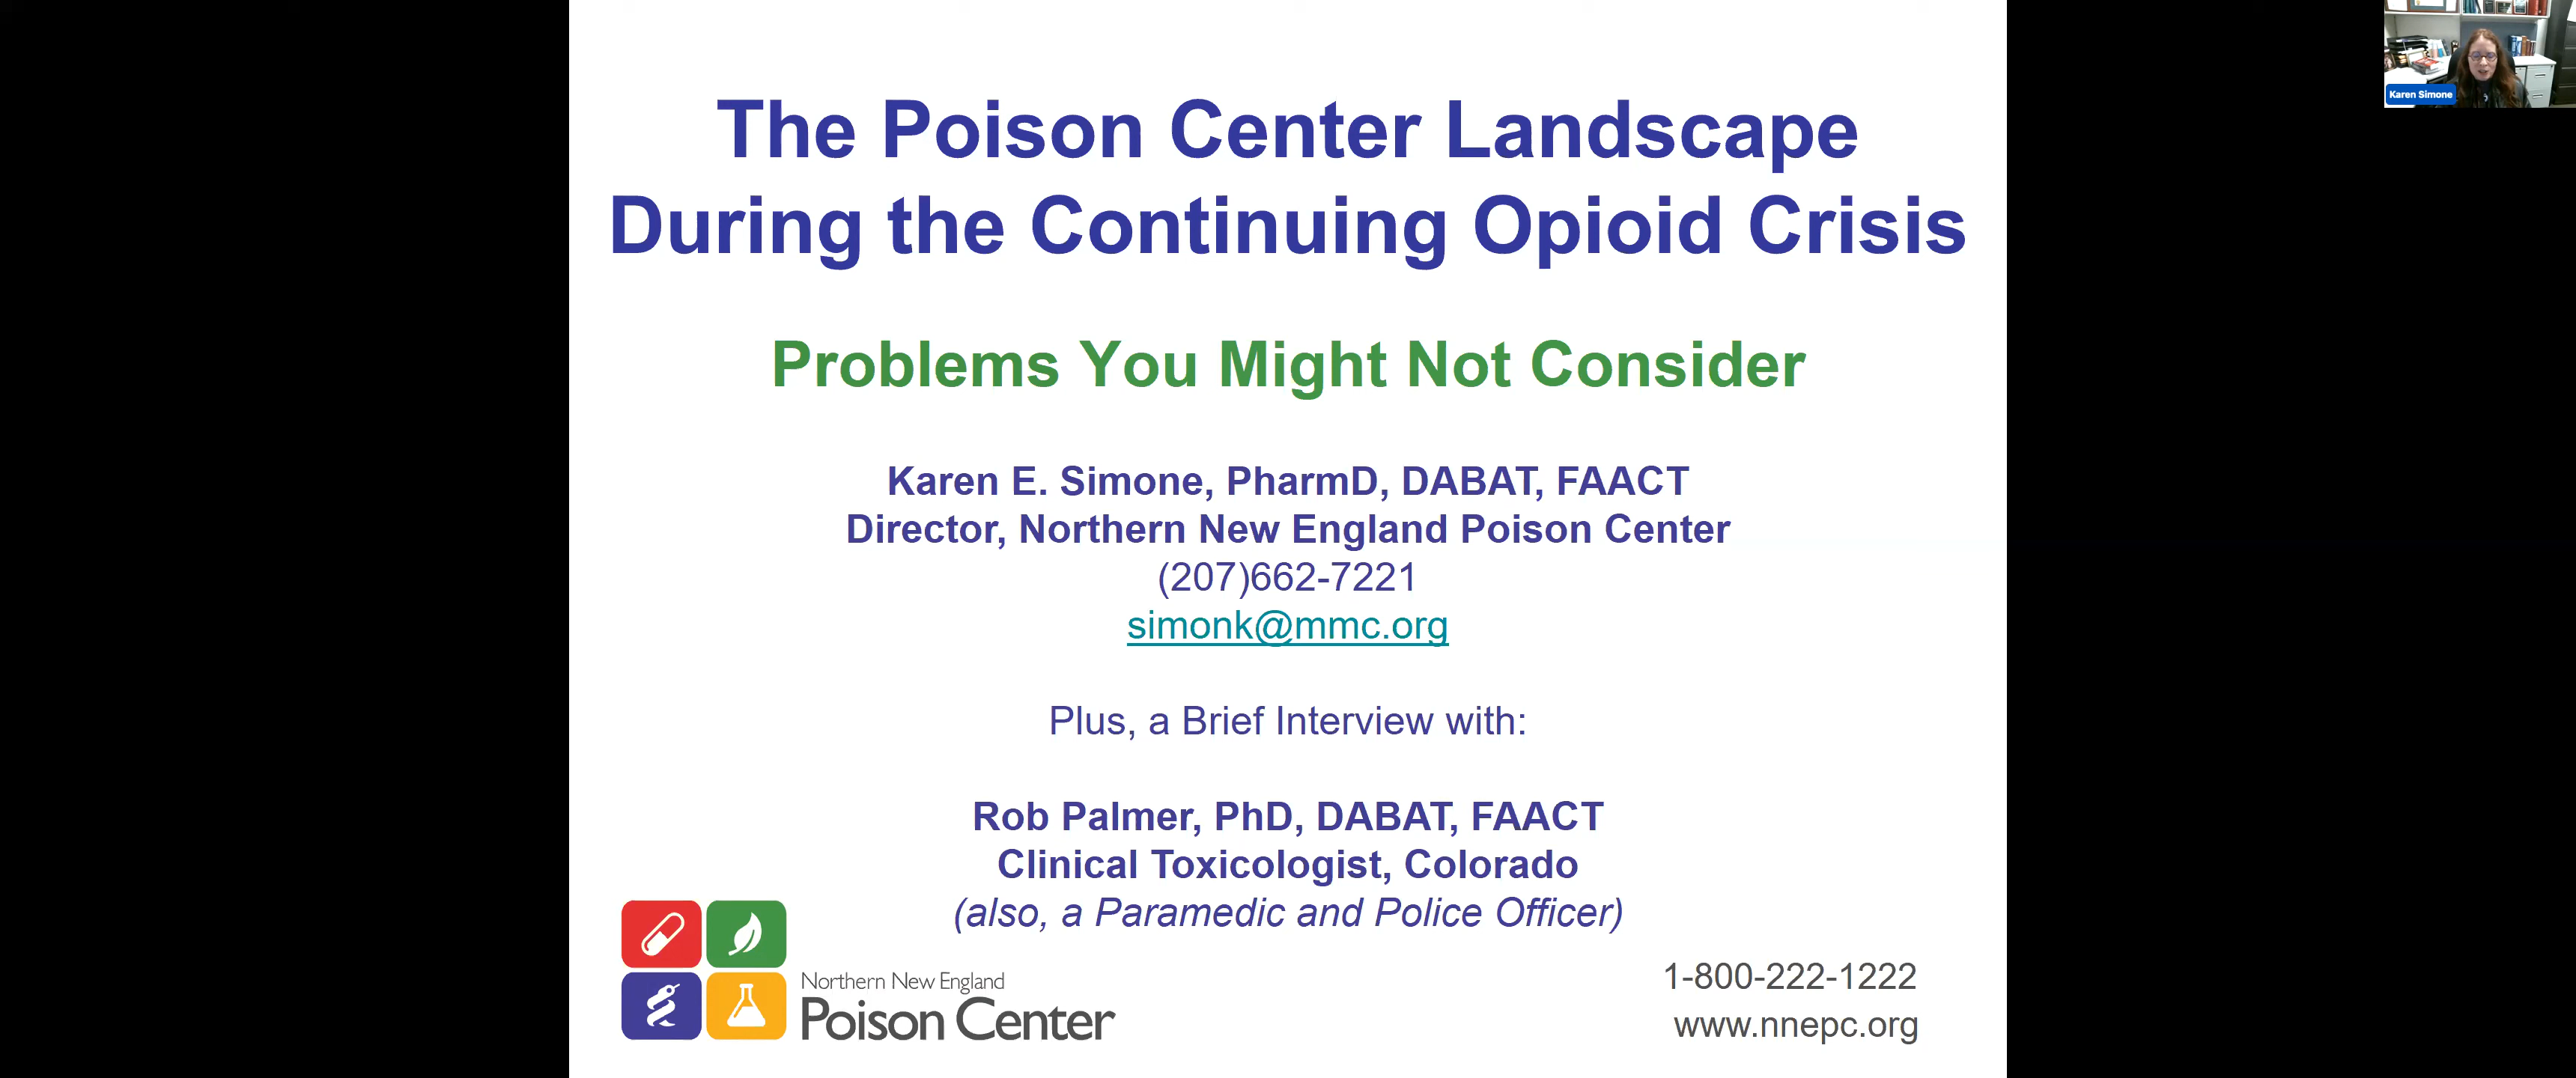 The Poison Center Landscape
During the Continuing Opioid Crisis
Problems You Might Not Consider
Karen E. Simone, PharmD, DABAT, FAACT
Director, Northern New England Poison Center
(207)662-7221
simonk@mmc.org
Plus, a Brief Interview with:
Rob Palmer, PhD, DABAT, FAACT
Clinical Toxicologist, Colorado
(also, a Paramedic and Police Officer)
Northern New England
Poison Center
1-800-222-1222
www.nnepc.org
Karen Simone